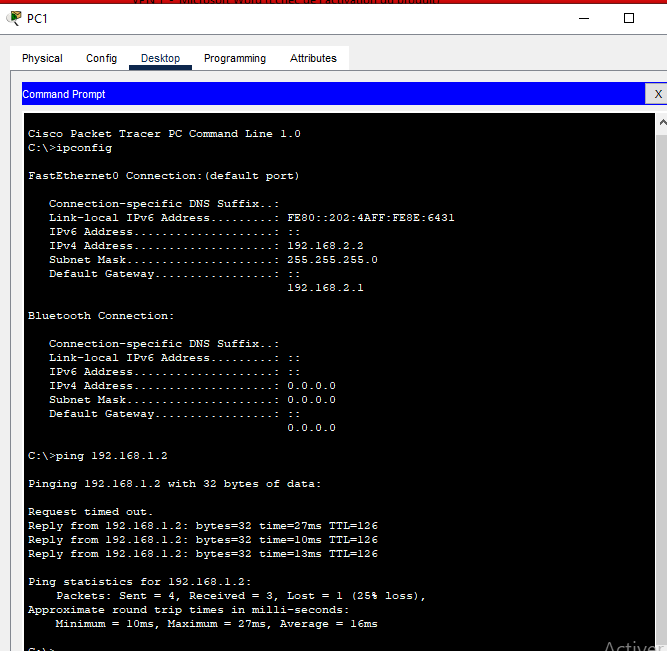 PC1
Physical Config Desktop Programming Attributes
Command Prompt X
Cisco Packet Tracer PC Command Line 1.0
C:\>ipconfig
FastEthernet0 Connection:(default port)
Connection-specific DNS Suffix..:
Link-local IPv6 Address.........: FE80::202:4AFF:FE8E:6431
IPv6 Address....................: ::
IPv4 Address....................: 192.168.2.2
Subnet Mask.....................: 255.255.255.0
Default Gateway.................: ::
192.168.2.1
Bluetooth Connection:
Connection-specific DNS Suffix..:
Link-local IPv6 Address.........: ::
IPv6 Address....................: ::
IPv4 Address....................: 0.0.0.0
Subnet Mask.....................: 0.0.0.0
Default Gateway.................: ::
0.0.0.0
C:\>ping 192.168.1.2
Pinging 192.168.1.2 with 32 bytes of data:
Request timed out.
Reply from 192.168.1.2: bytes=32 time=27ms TTL=126
Reply from 192.168.1.2: bytes=32 time=10ms TTL=126
Reply from 192.168.1.2: bytes=32 time=13ms TTL=126
Ping statistics for 192.168.1.2:
Packets: Sent = 4, Received = 3, Lost = 1 (25% loss),
Approximate round trip times in milli-seconds:
Minimum = 10ms, Maximum = 27ms, Average = 16ms
C:\>